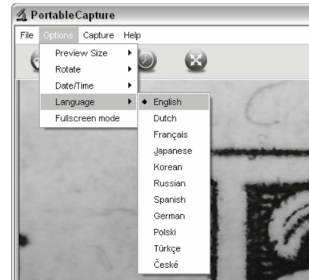 PortableCapture
File Options Capture Help
Preview Size
Rotate
Date/Time
Language
Fullscreen mode
English
Dutch
Français
Japanese
Korean
Russian
Spanish
German
Polski
Türkçe
České